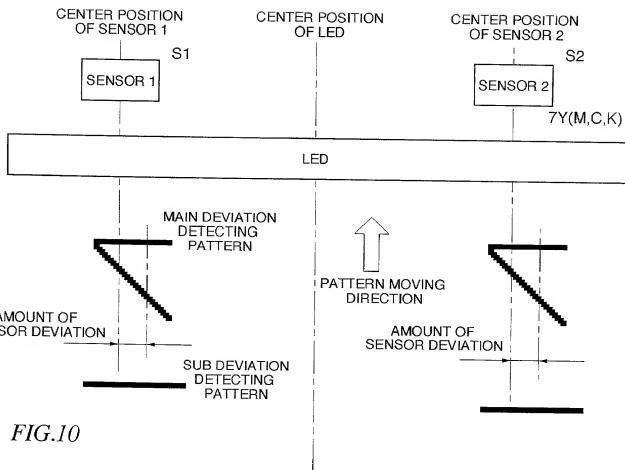 CENTER POSITION
OF SENSOR 1
CENTER POSITION
OF LED
CENTER POSITION
OF SENSOR 2
S1
S2
SENSOR 1
SENSOR 2
7Y(M,C,K)
LED
MAIN DEVIATION
DETECTING
PATTERN
PATTERN MOVING
DIRECTION
AMOUNT OF
SOR DEVIATION
AMOUNT OF
SENSOR DEVIATION
SUB DEVIATION
DETECTING
PATTERN
FIG.10